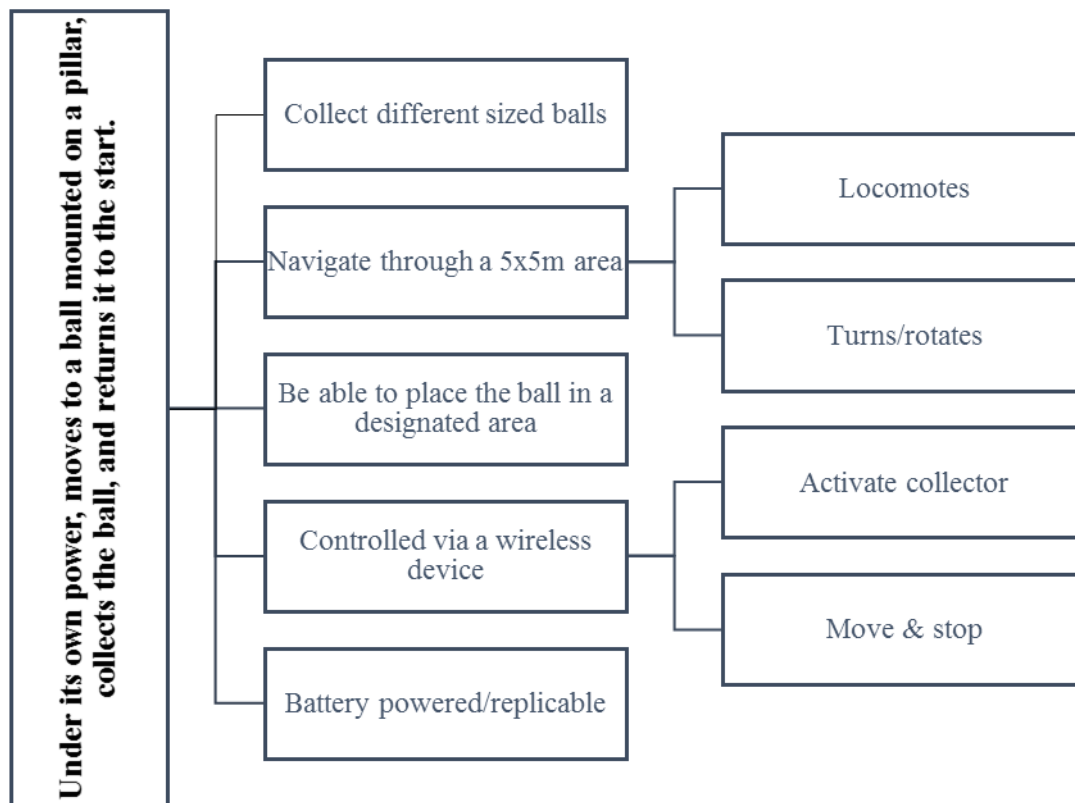 Under its own power, moves to a ball mounted on a pillar,
collects the ball, and returns it to the start.
Collect different sized balls
Navigate through a 5x5m area
Locomotes
Turns/rotates
Be able to place the ball in a
designated area
Controlled via a wireless
device
Activate collector
Move & stop
Battery powered/replicable